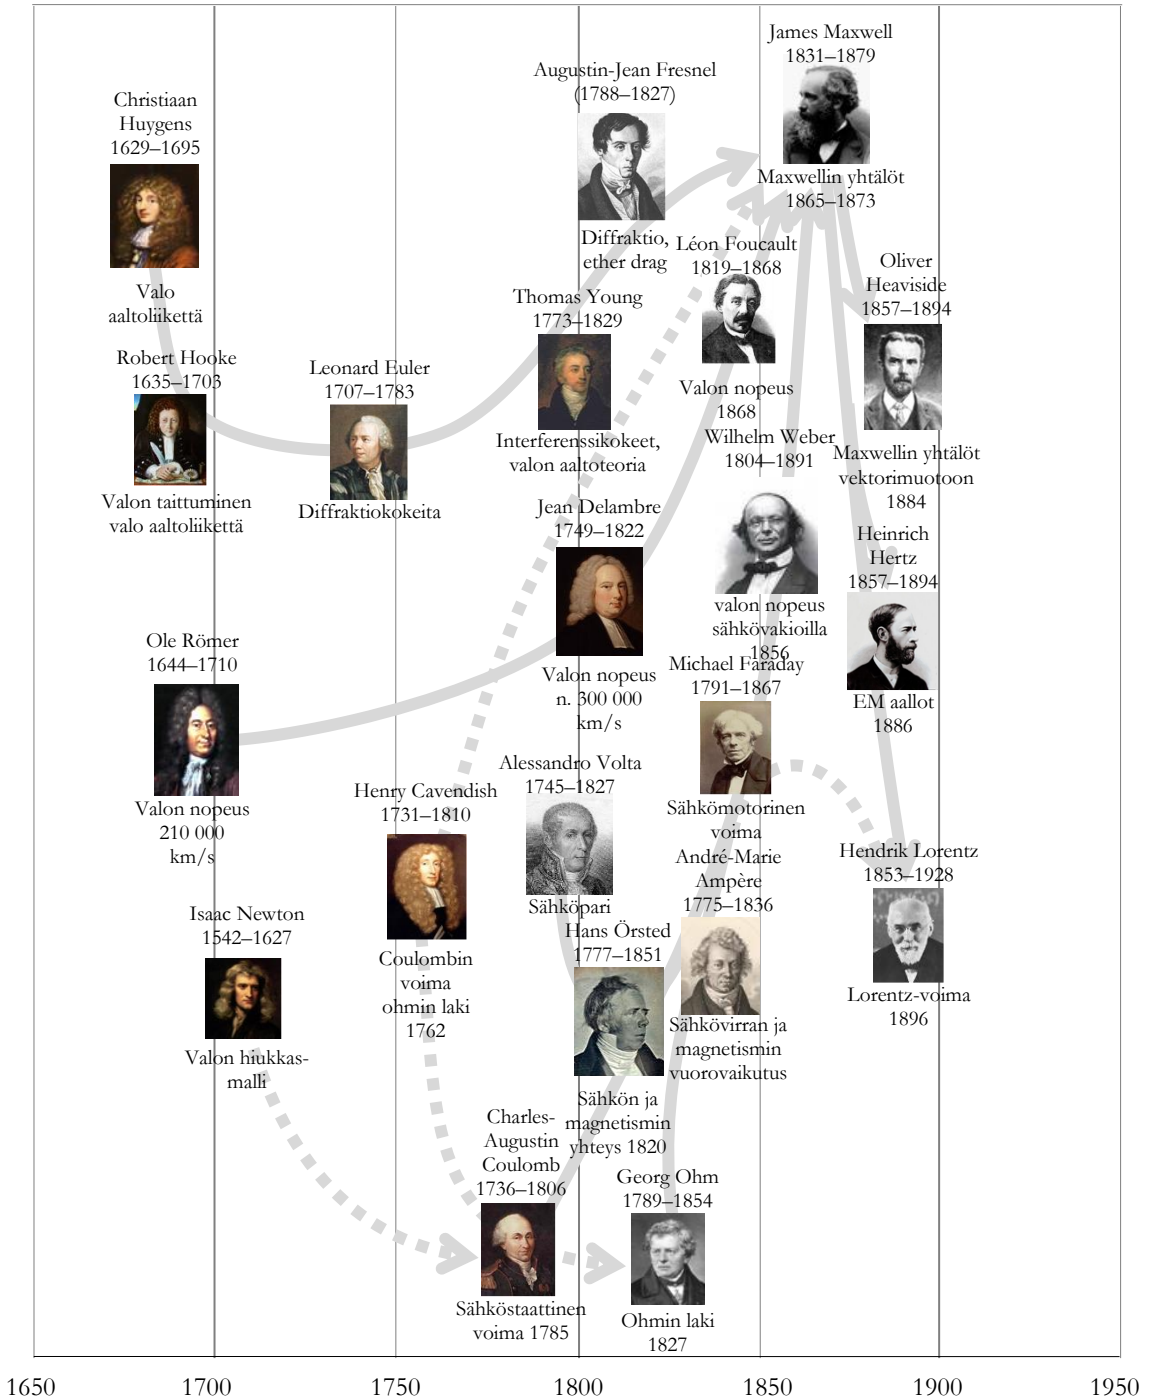 James Maxwell
1831–1879
Maxwellin yhtälöt
1865–1873
Augustin-Jean Fresnel
(1788–1827)
Diffraktio,
ether drag
Christiaan
Huygens
1629–1695
Valo
aaltoliikettä
Léon Foucault
1819–1868
Valon nopeus
1868
Oliver
Heaviside
1857–1894
Maxwellin yhtälöt
vektorimuotoon
1884
Thomas Young
1773–1829
Interferenssikokeet,
valon aaltoteoria
Robert Hooke
1635–1703
Valon taittuminen
valo aaltoliikettä
Leonard Euler
1707–1783
Diffraktiokokeita
Wilhelm Weber
1804–1891
valon nopeus
sähkövakioilla
1856
Jean Delambre
1749–1822
Valon nopeus
n. 300 000
km/s
Heinrich
Hertz
1857–1894
EM aallot
1886
Ole Römer
1644–1710
Valon nopeus
210 000
km/s
Michael Faraday
1791–1867
Sähkömotorinen
voima
Alessandro Volta
1745–1827
Sähköpari
Henry Cavendish
1731–1810
Coulombin
voima
ohmin laki
1762
André-Marie
Ampère
1775–1836
Sähkövirran ja
magnetismin
vuorovaikutus
Hendrik Lorentz
1853–1928
Lorentz-voima
1896
Isaac Newton
1542–1627
Valon hiukkas-
malli
Hans Örsted
1777–1851
Sähkön ja
magnetismin
yhteys 1820
Charles-
Augustin
Coulomb
1736–1806
Sähköstaattinen
voima 1785
Georg Ohm
1789–1854
Ohmin laki
1827
1650 1700 1750 1800 1850 1900 1950